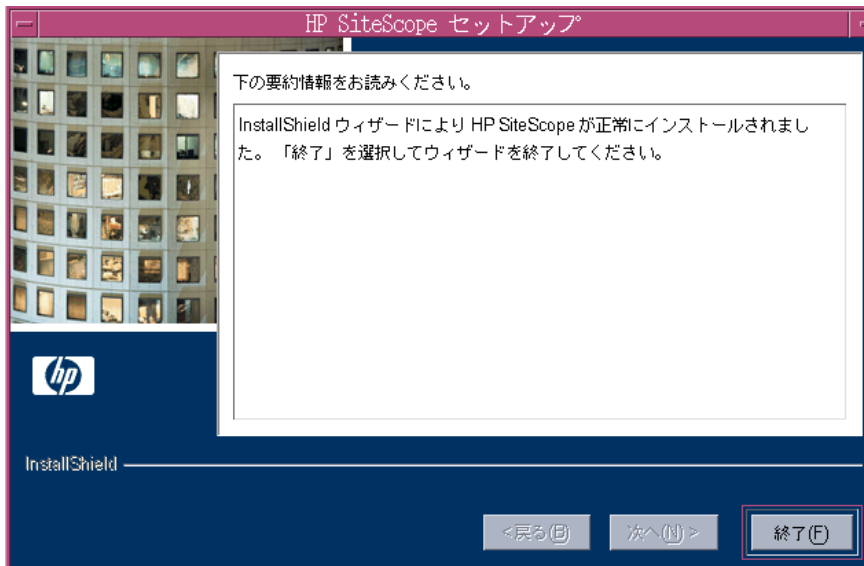 HP SiteScope セットアップ
下の要約情報をお読みください。
InstallShield ウィザードにより HP SiteScope が正常にインストールされまし
た。 「終了」を選択してウィザードを終了してください。
hp
InstallShield
<戻る(B) 次へ(N) > 終了(F)